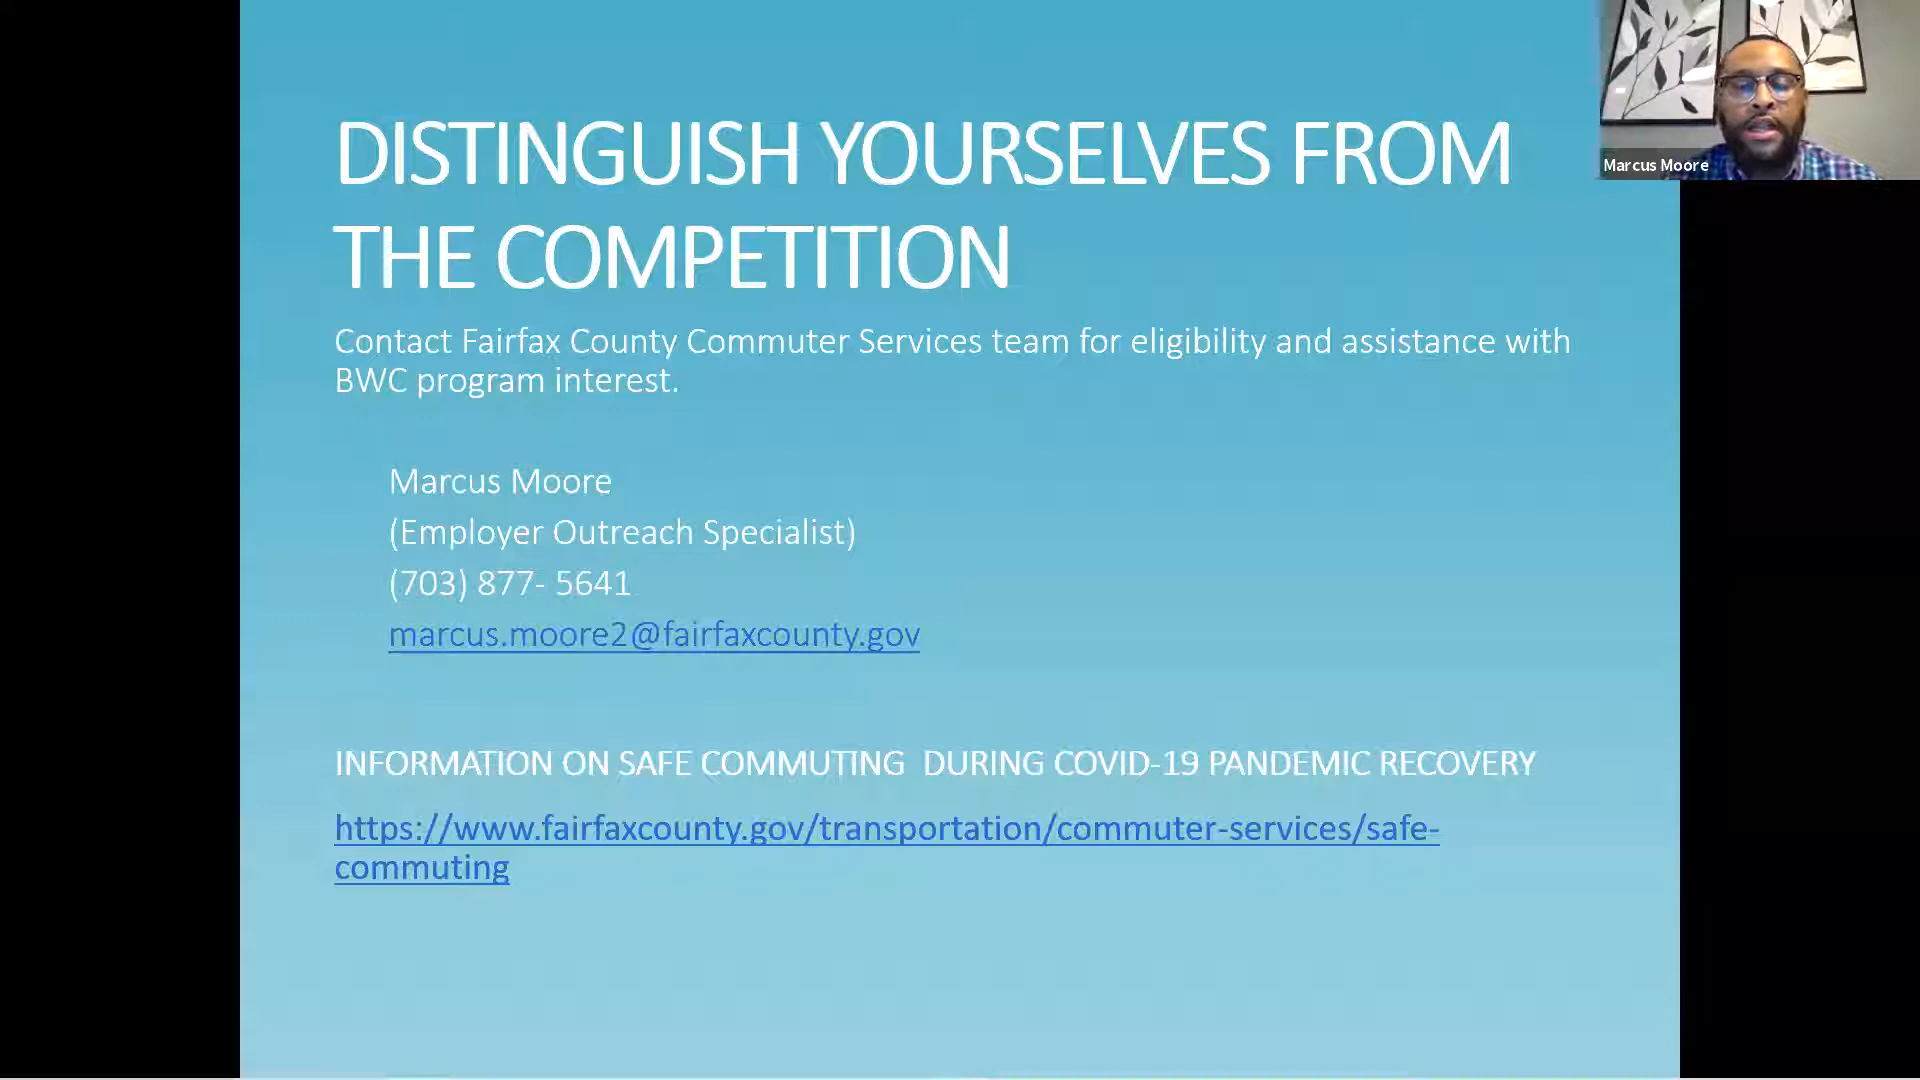 DISTINGUISH YOURSELVES FROM
THE COMPETITION
Contact Fairfax County Commuter Services team for eligibility and assistance with
BWC program interest.
Marcus Moore
(Employer Outreach Specialist)
(703) 877- 5641
marcus.moore2@fairfaxcounty.gov
INFORMATION ON SAFE COMMUTING  DURING COVID-19 PANDEMIC RECOVERY
https://www.fairfaxcounty.gov/transportation/commuter-services/safe-
commuting
Marcus Moore